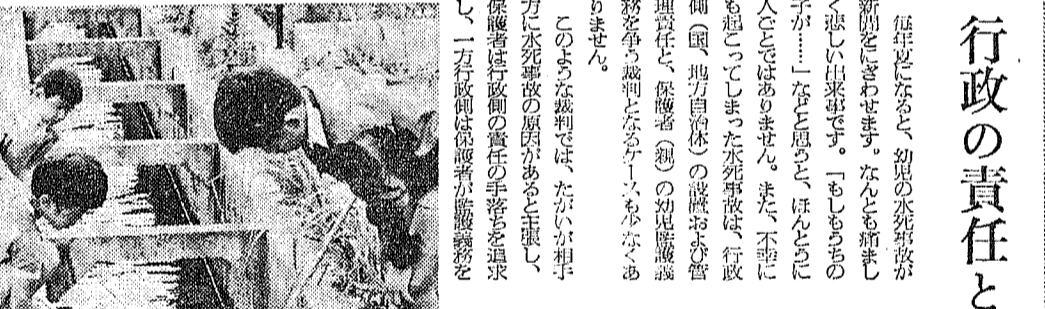 行政の責任と
毎年夏になると、幼児の水死事故が
新聞をにぎわせます。なんとも痛まし
く悲しい出来事です。「もしもうちの
子が……」などと思うと、ほんとうに
人ごとではありません。また、不幸に
も起こってしまった水死事故は、行政
側（国、地方自治体）の設置および管
理責任と、保護者（親）の幼児監護義
務を争う裁判となるケースも少なくあ
りません。
このような裁判では、たがいが相手
方に水死事故の原因があると主張し、
保護者は行政側の責任の手落ちを追求
し、一方行政側は保護者が監護義務を